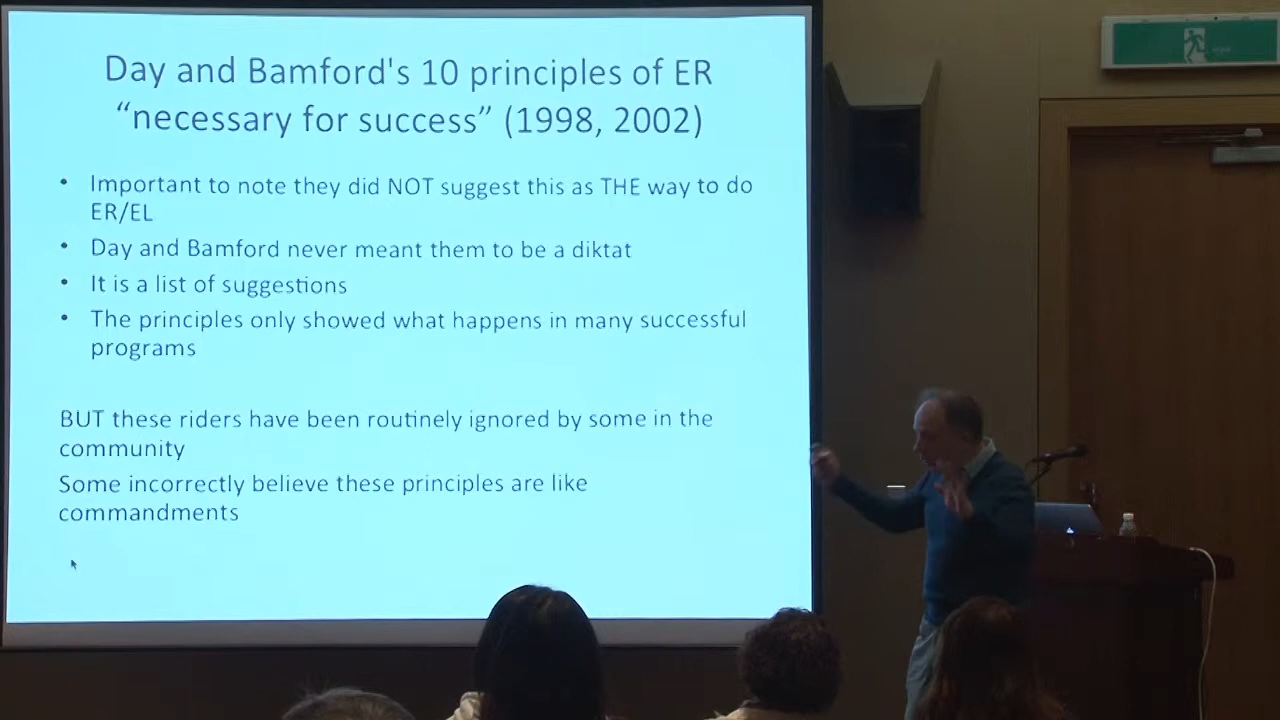 Day and Bamford's 10 principles of ER
“necessary for success” (1998, 2002)
• Important to note they did NOT suggest this as THE way to do
ER/EL
• Day and Bamford never meant them to be a diktat
• It is a list of suggestions
• The principles only showed what happens in many successful
programs
BUT these riders have been routinely ignored by some in the
community
Some incorrectly believe these principles are like
commandments